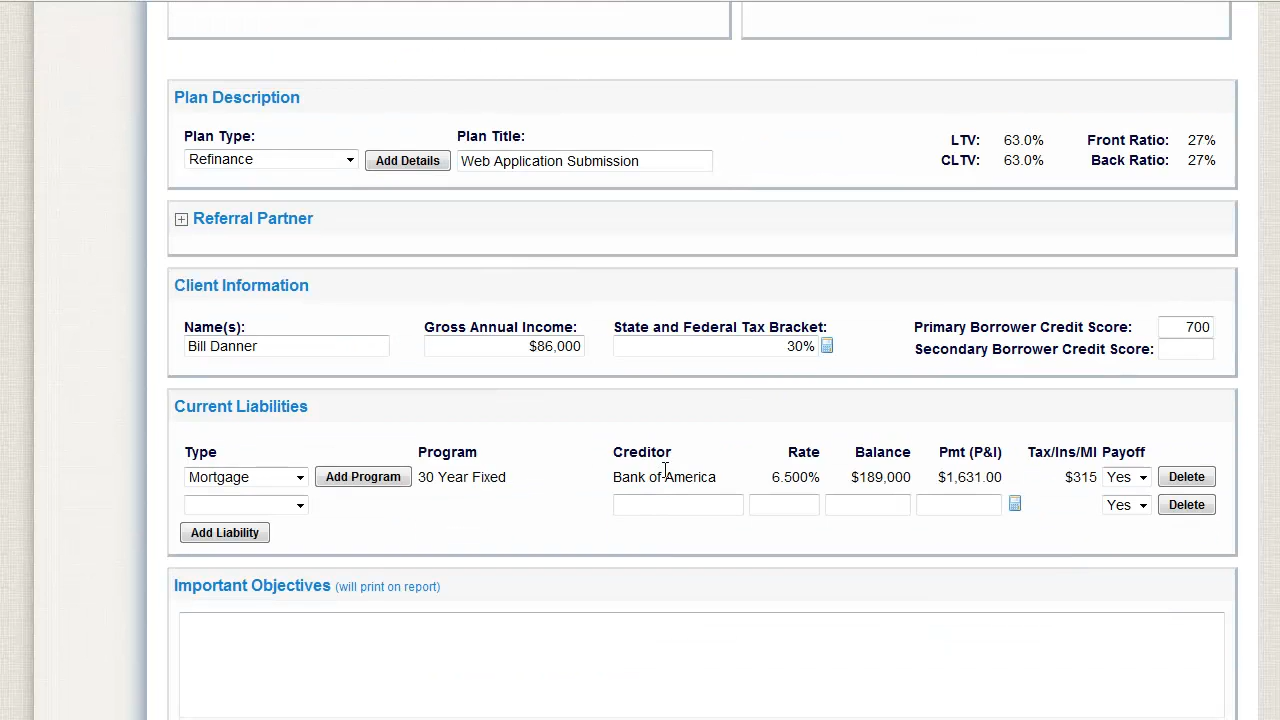 Plan Description
Plan Type: Plan Title:
Refinance Add Details Web Application Submission
LTV: 63.0% Front Ratio: 27%
CLTV: 63.0% Back Ratio: 27%
Referral Partner
Client Information
Name(s): Gross Annual Income: State and Federal Tax Bracket: Primary Borrower Credit Score: 700
Bill Danner $86,000 30% Secondary Borrower Credit Score:
Current Liabilities
Type Program Creditor Rate Balance Pmt (P&I) Tax/Ins/MI Payoff
Mortgage Add Program 30 Year Fixed Bank of America 6.500% $189,000 $1,631.00 $315 Yes Delete
Yes Delete
Add Liability
Important Objectives (will print on report)